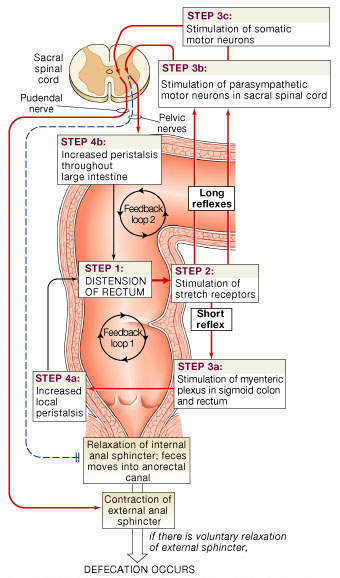 STEP 3c:
Stimulation of somatic
motor neurons
Sacral
spinal
cord
STEP 3b:
Stimulation of parasympathetic
motor neurons in sacral spinal cord
Pudendal
nerve
Pelvic
nerves
STEP 4b:
Increased peristalsis
throughout
large intestine
Long
reflexes
Feedback
loop 2
STEP 1:
DISTENSION
OF RECTUM
STEP 2:
Stimulation of
stretch receptors
Short
reflex
Feedback
loop 1
STEP 3a:
Stimulation of myenteric
plexus in sigmoid colon
and rectum
STEP 4a:
Increased
local
peristalsis
Relaxation of internal
anal sphincter; feces
moves into anorectal
canal
Contraction of
external anal
sphincter
if there is voluntary relaxation
of external sphincter,
DEFECATION OCCURS